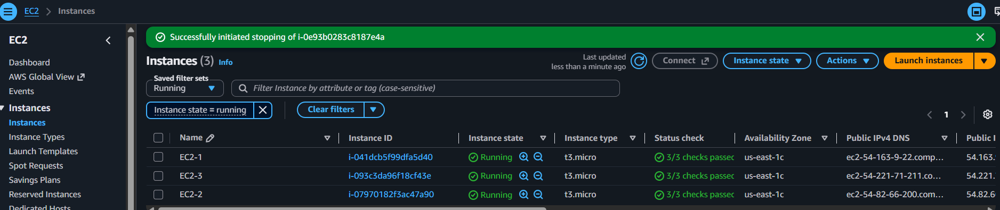 EC2 > Instances
EC2
Dashboard
AWS Global View
Events
Instances
Instances
Instance Types
Launch Templates
Spot Requests
Savings Plans
Reserved Instances
Dedicated Hosts
Successfully initiated stopping of i-0e93b0283c8187e4a
Instances (3) Info
Last updated
less than a minute ago
Connect
Instance state
Actions
Launch instances
Saved filter sets
Running
Filter Instance by attribute or tag (case-sensitive)
Instance state = running
Clear filters
1
Name Instance ID Instance state Instance type Status check Availability Zone Public IPv4 DNS Public I
EC2-1 i-041dcb5f99dfa5d40 Running t3.micro 3/3 checks passed us-east-1c ec2-54-163-9-22.comp... 54.163.
EC2-3 i-093c3da96f18cf43e Running t3.micro 3/3 checks passed us-east-1c ec2-54-221-71-211.co... 54.221.
EC2-2 i-07970182f3ac47a90 Running t3.micro 3/3 checks passed us-east-1c ec2-54-82-66-200.com... 54.82.6